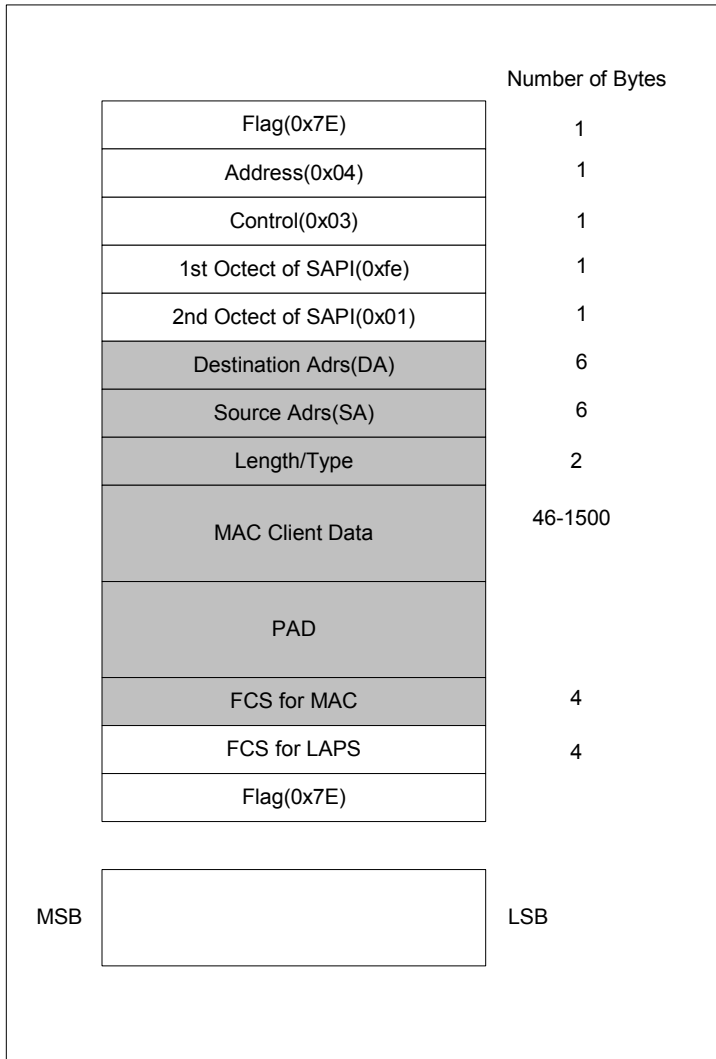 Number of Bytes
Flag(0x7E) 1
Address(0x04) 1
Control(0x03) 1
1st Octect of SAPI(0xfe) 1
2nd Octect of SAPI(0x01) 1
Destination Adrs(DA) 6
Source Adrs(SA) 6
Length/Type 2
MAC Client Data 46-1500
PAD
FCS for MAC 4
FCS for LAPS 4
Flag(0x7E)
MSB LSB